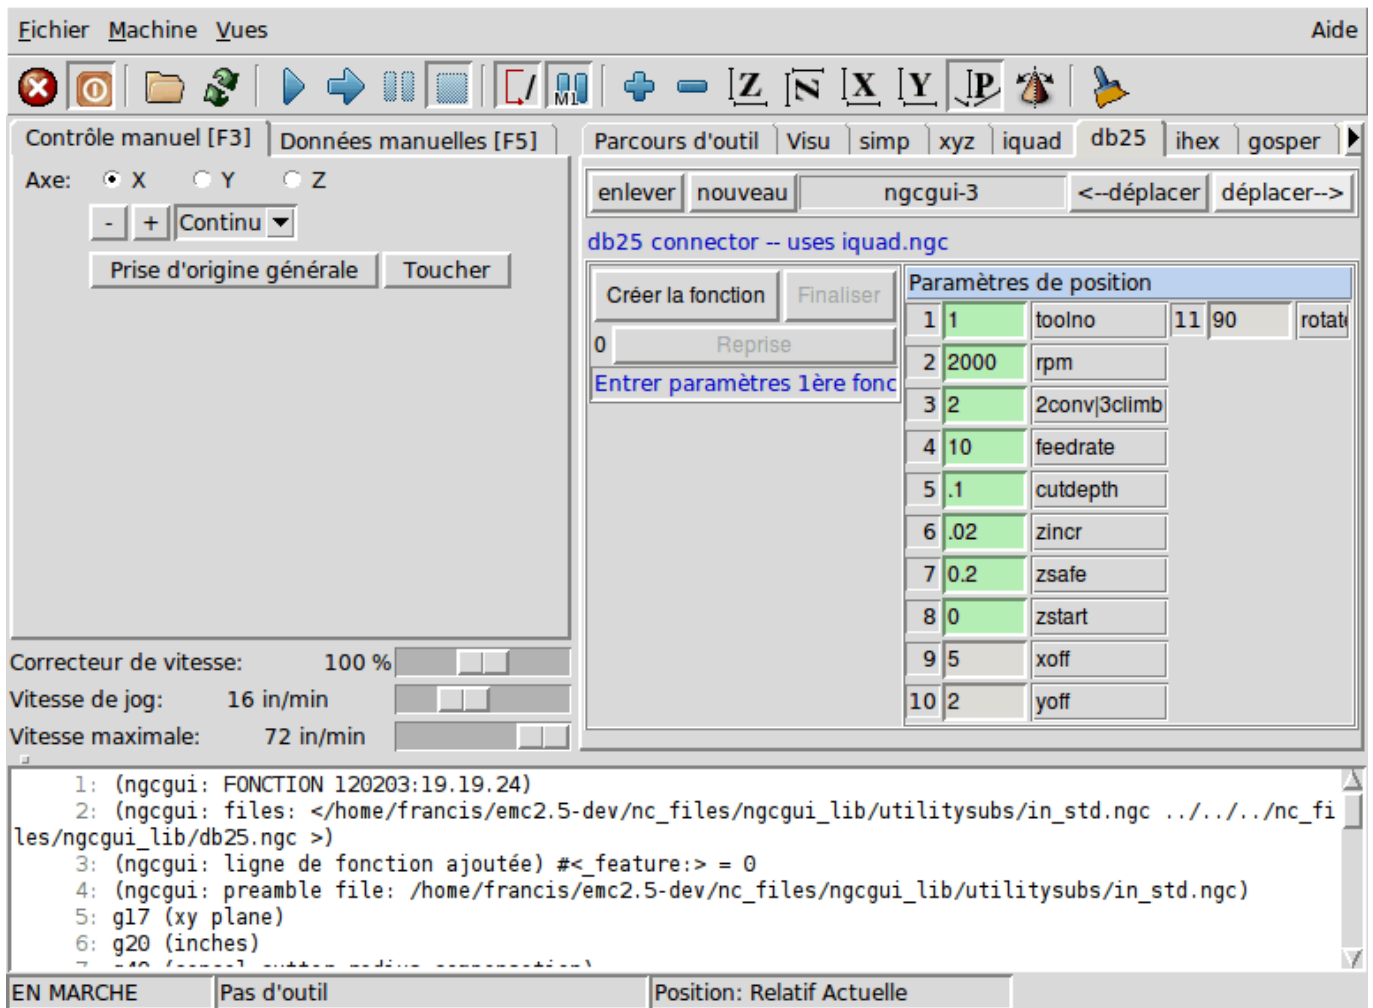 Fichier Machine Vues Aide
M1 Z N X Y P
Contrôle manuel [F3] Données manuelles [F5]
Parcours d'outil Visu simp xyz iquad db25 ihex gosper
Axe: X Y Z
- + Continu
Prise d'origine générale Toucher
enlever nouveau ngcgui-3 <--déplacer déplacer-->
db25 connector -- uses iquad.ngc
Créer la fonction Finaliser
0 Reprise
Entrer paramètres 1ère fonc
Paramètres de position
1 1 toolno 11 90 rotat
2 2000 rpm
3 2 2conv|3climb
4 10 feedrate
5 .1 cutdepth
6 .02 zincr
7 0.2 zsafe
8 0 zstart
9 5 xoff
10 2 yoff
Correcteur de vitesse: 100 %
Vitesse de jog: 16 in/min
Vitesse maximale: 72 in/min
1: (ngcgui: FONCTION 120203:19.19.24)
2: (ngcgui: files: </home/francis/emc2.5-dev/nc_files/ngcgui_lib/utilitysubs/in_std.ngc ../../../nc_fi
les/ngcgui_lib/db25.ngc >)
3: (ngcgui: ligne de fonction ajoutée) #<_feature:> = 0
4: (ngcgui: preamble file: /home/francis/emc2.5-dev/nc_files/ngcgui_lib/utilitysubs/in_std.ngc)
5: g17 (xy plane)
6: g20 (inches)
EN MARCHE Pas d'outil Position: Relatif Actuelle